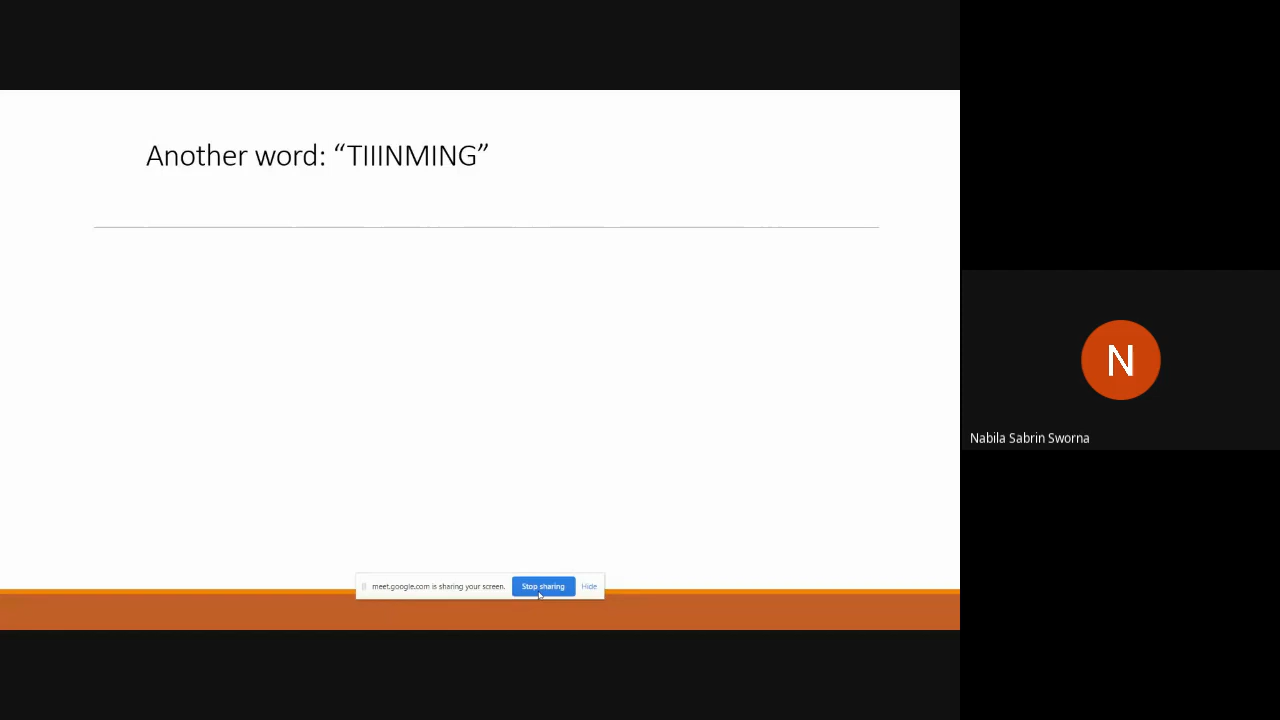 Another word: “TIIINMING”
N
Nabila Sabrin Sworna
meet.google.com is sharing your screen. Stop sharing Hide